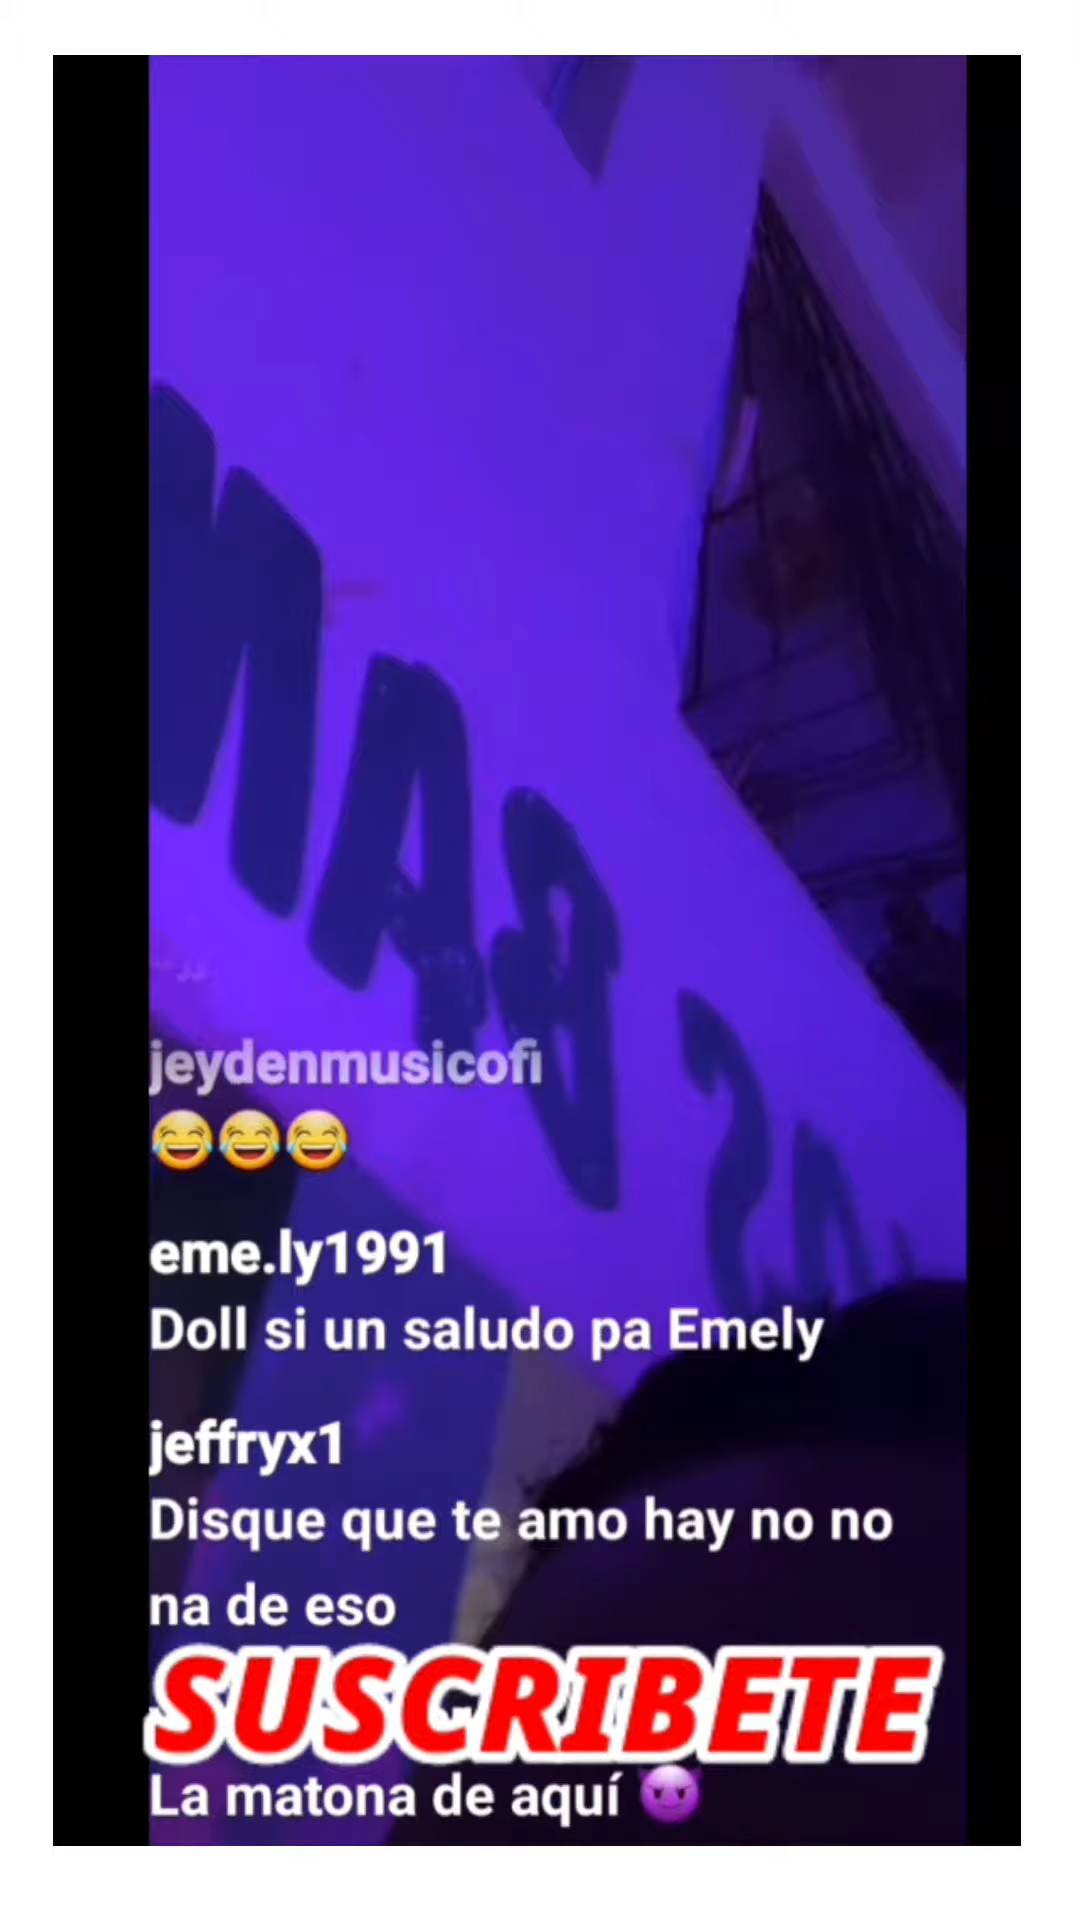 jeydenmusicofi
😂😂😂
eme.ly1991
Doll si un saludo pa Emely
jeffryx1
Disque que te amo hay no no
na de eso
SUSCRIBETE
La matona de aquí 😈